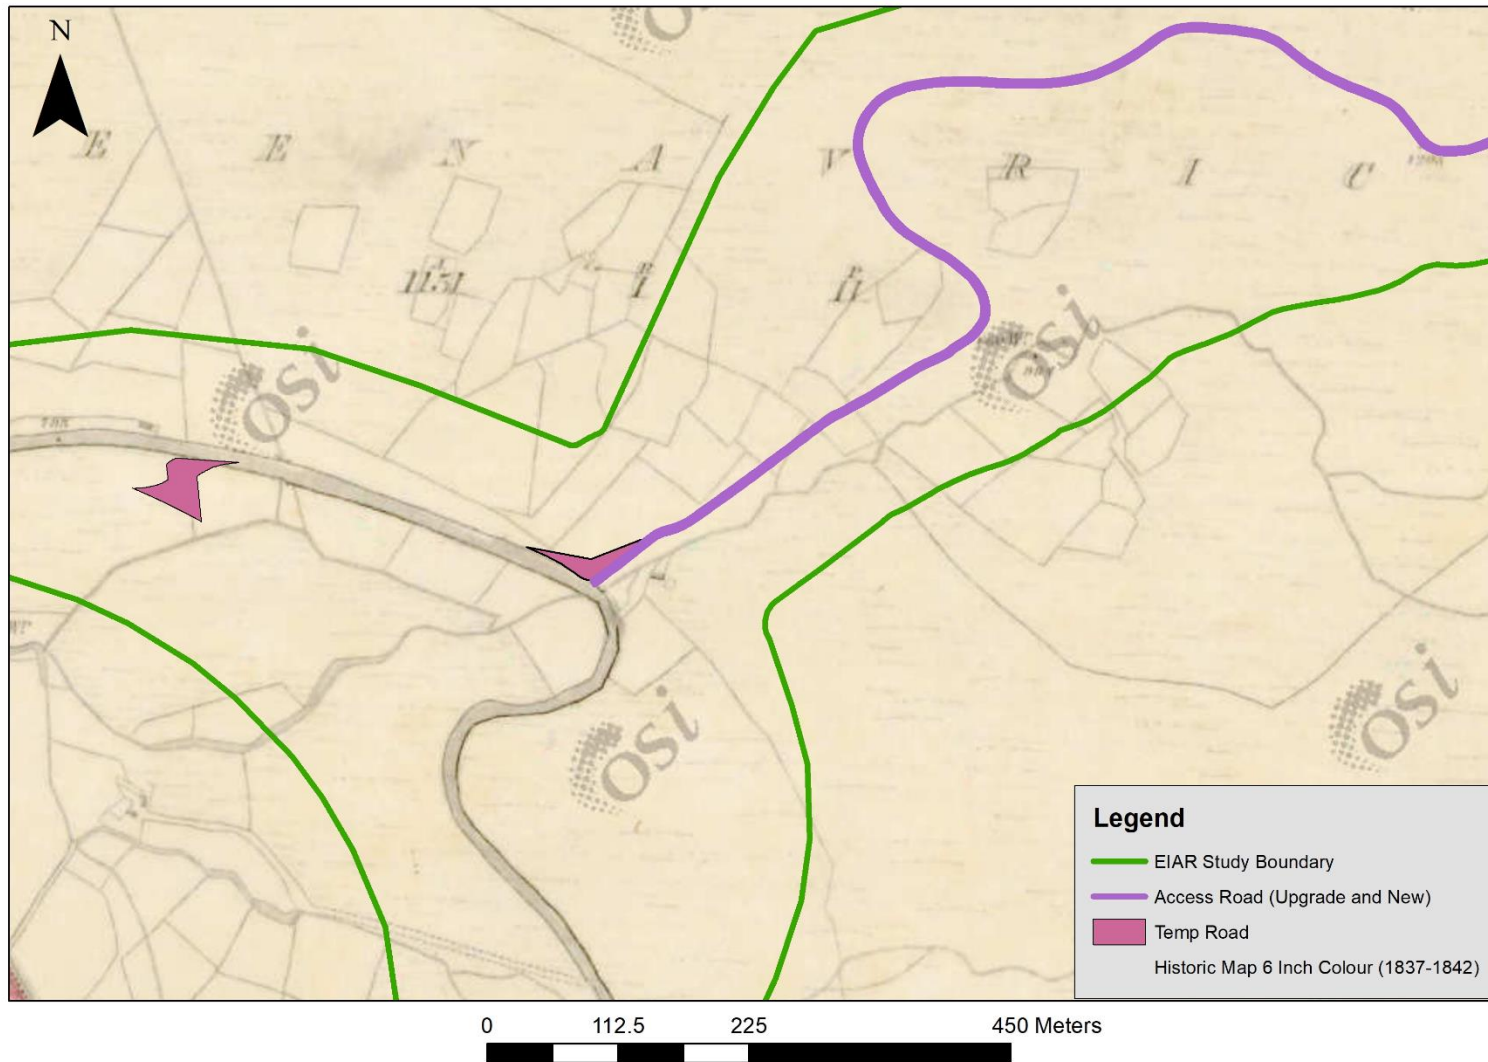 N
E E N A V R I C
1151
osi
osi
osi
osi
Legend
EIAR Study Boundary
Access Road (Upgrade and New)
Temp Road
Historic Map 6 Inch Colour (1837-1842)
0 112.5 225 450 Meters